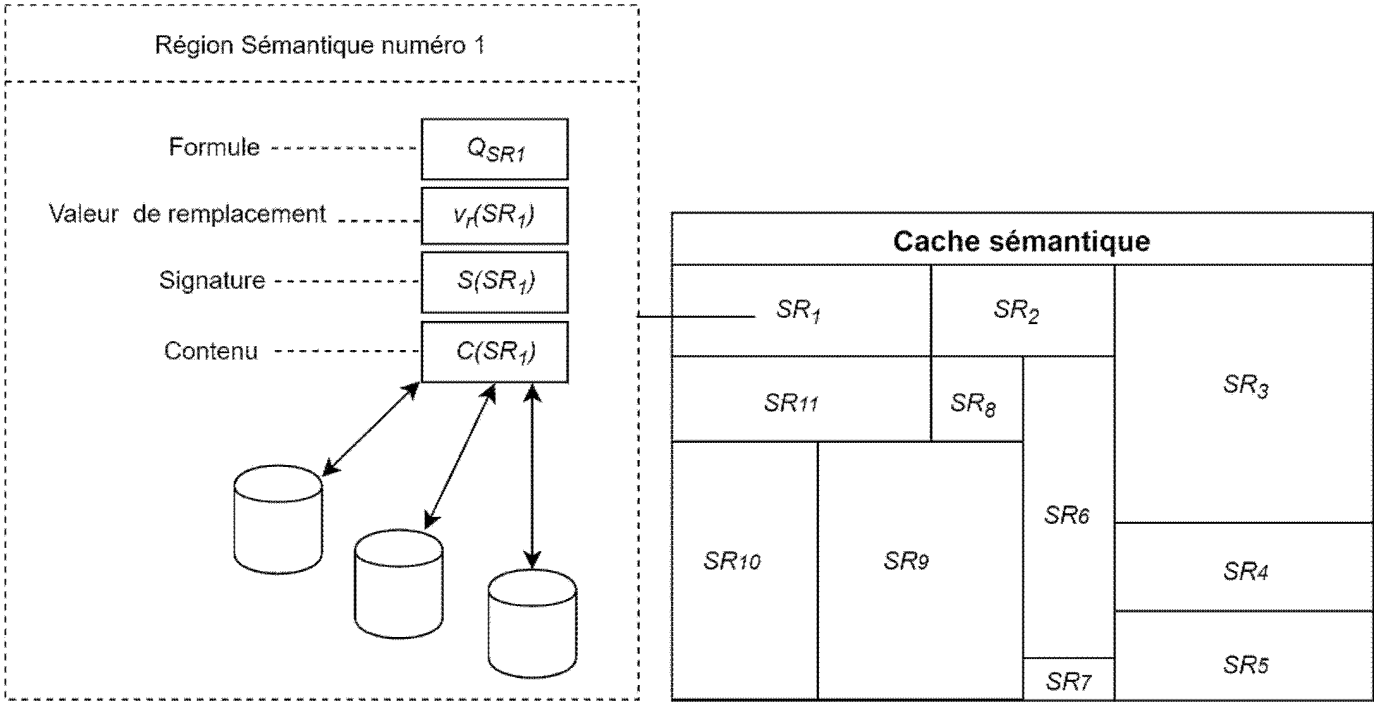 Région Sémantique numéro 1
Formule
Q_SR1
Valeur de remplacement
v_r(SR_1)
Signature
S(SR_1)
Contenu
C(SR_1)
Cache sémantique
SR_1
SR_2
SR_3
SR11
SR_8
SR6
SR10
SR9
SR4
SR5
SR7